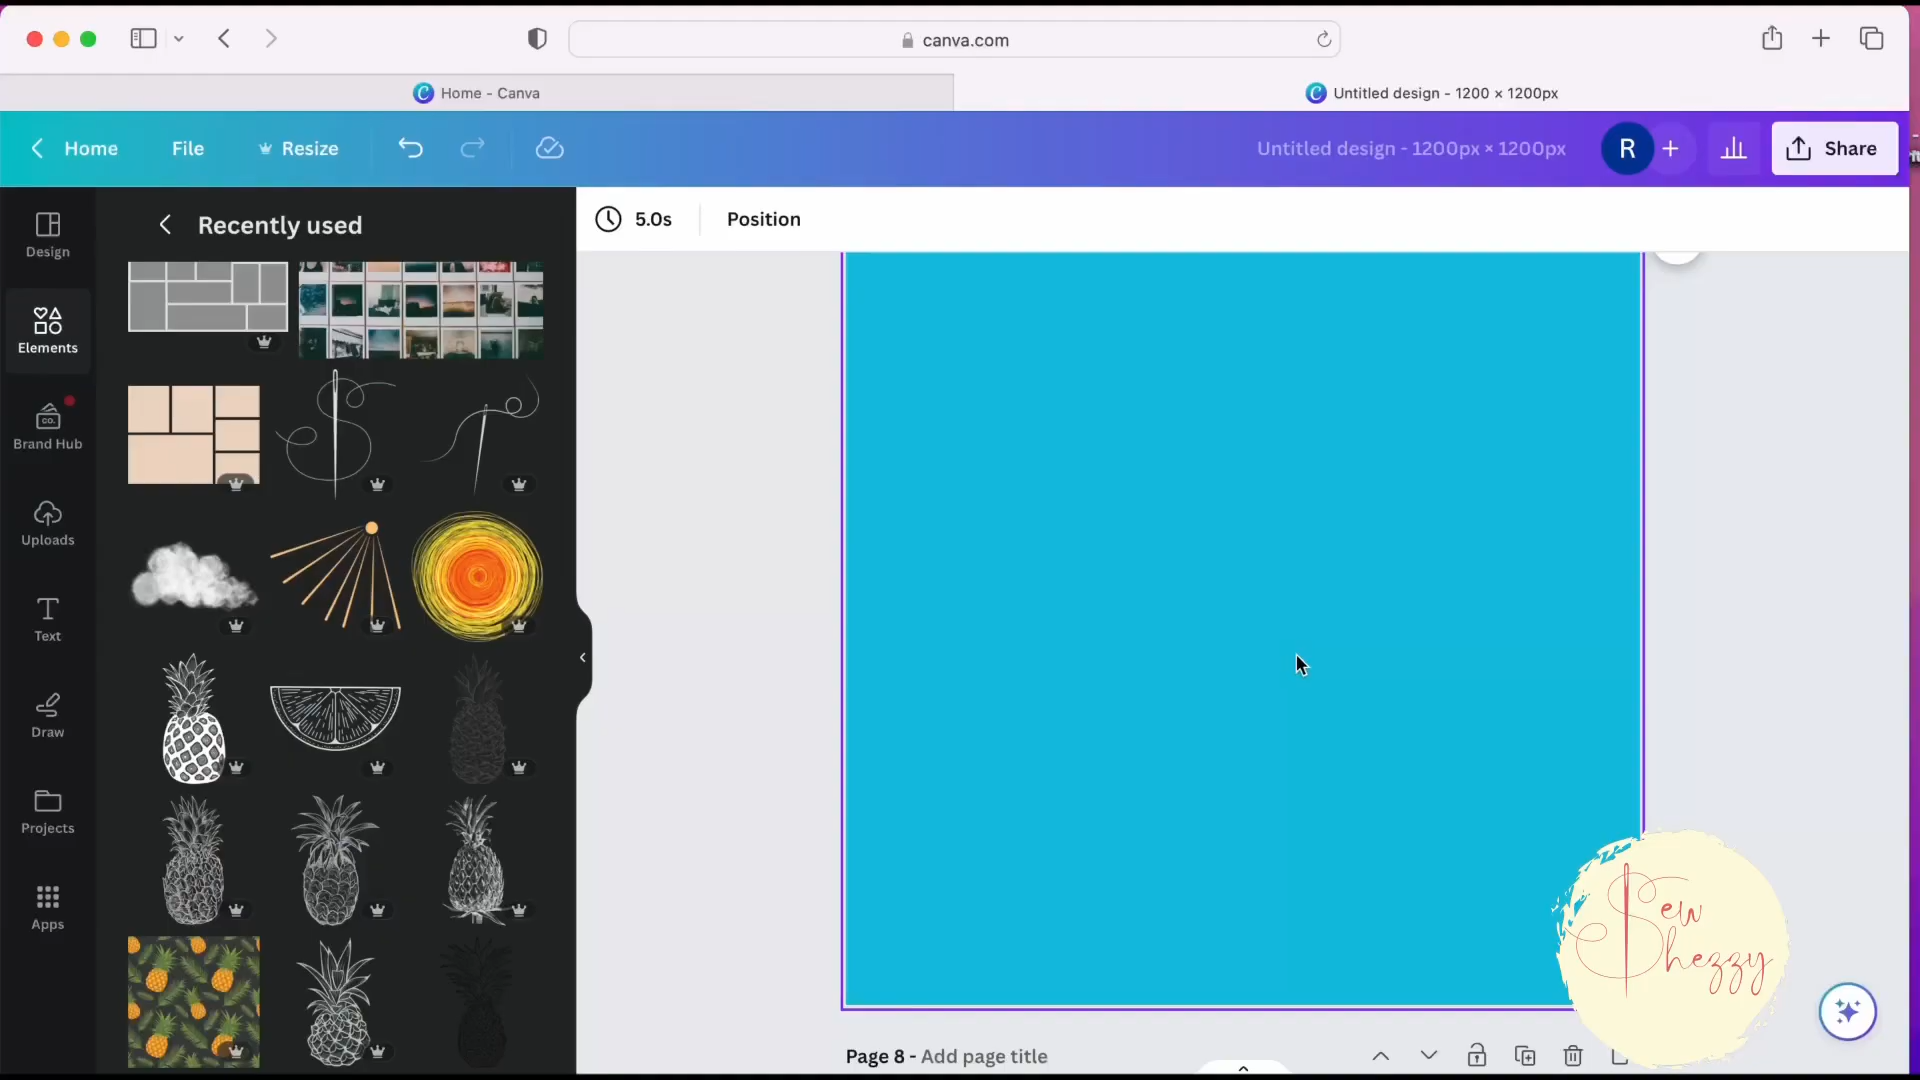 canva.com
Home - Canva
Untitled design - 1200 × 1200px
Home
File
Resize
Untitled design - 1200px × 1200px
R
Share
Design
Elements
CO.
Brand Hub
Uploads
Text
Draw
Projects
Apps
Recently used
5.0s
Position
Sew
Shezzy
Page 8 - Add page title